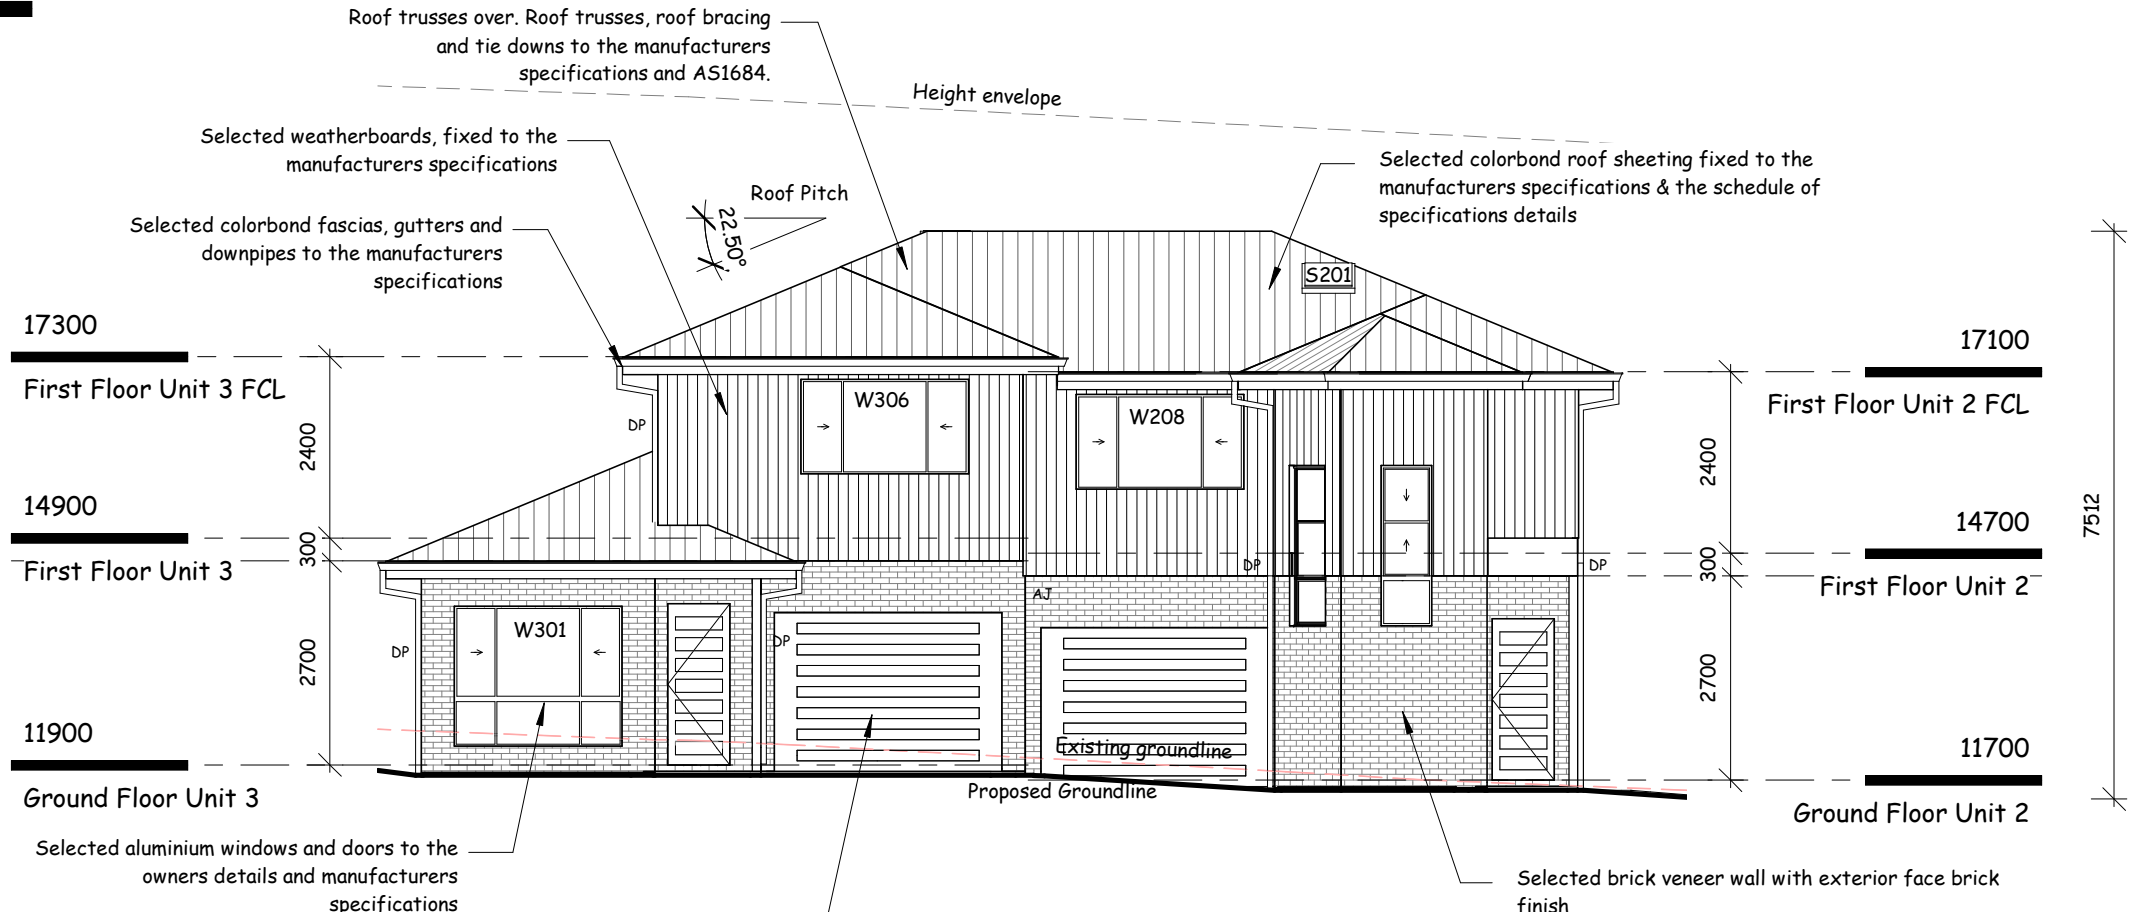 Roof trusses over. Roof trusses, roof bracing
and tie downs to the manufacturers
specifications and AS1684.
Height envelope
Selected weatherboards, fixed to the
manufacturers specifications
Selected colorbond roof sheeting fixed to the
manufacturers specifications & the schedule of
specifications details
Roof Pitch
22.50°
Selected colorbond fascias, gutters and
downpipes to the manufacturers
specifications
S201
17300
First Floor Unit 3 FCL
17100
First Floor Unit 2 FCL
W306
W208
DP
2400
2400
14900
First Floor Unit 3
14700
First Floor Unit 2
7512
300
300
DP
DP
AJ
W301
DP
DP
2700
2700
11900
Ground Floor Unit 3
11700
Ground Floor Unit 2
Existing groundline
Proposed Groundline
Selected aluminium windows and doors to the
owners details and manufacturers
specifications
Selected brick veneer wall with exterior face brick
finish